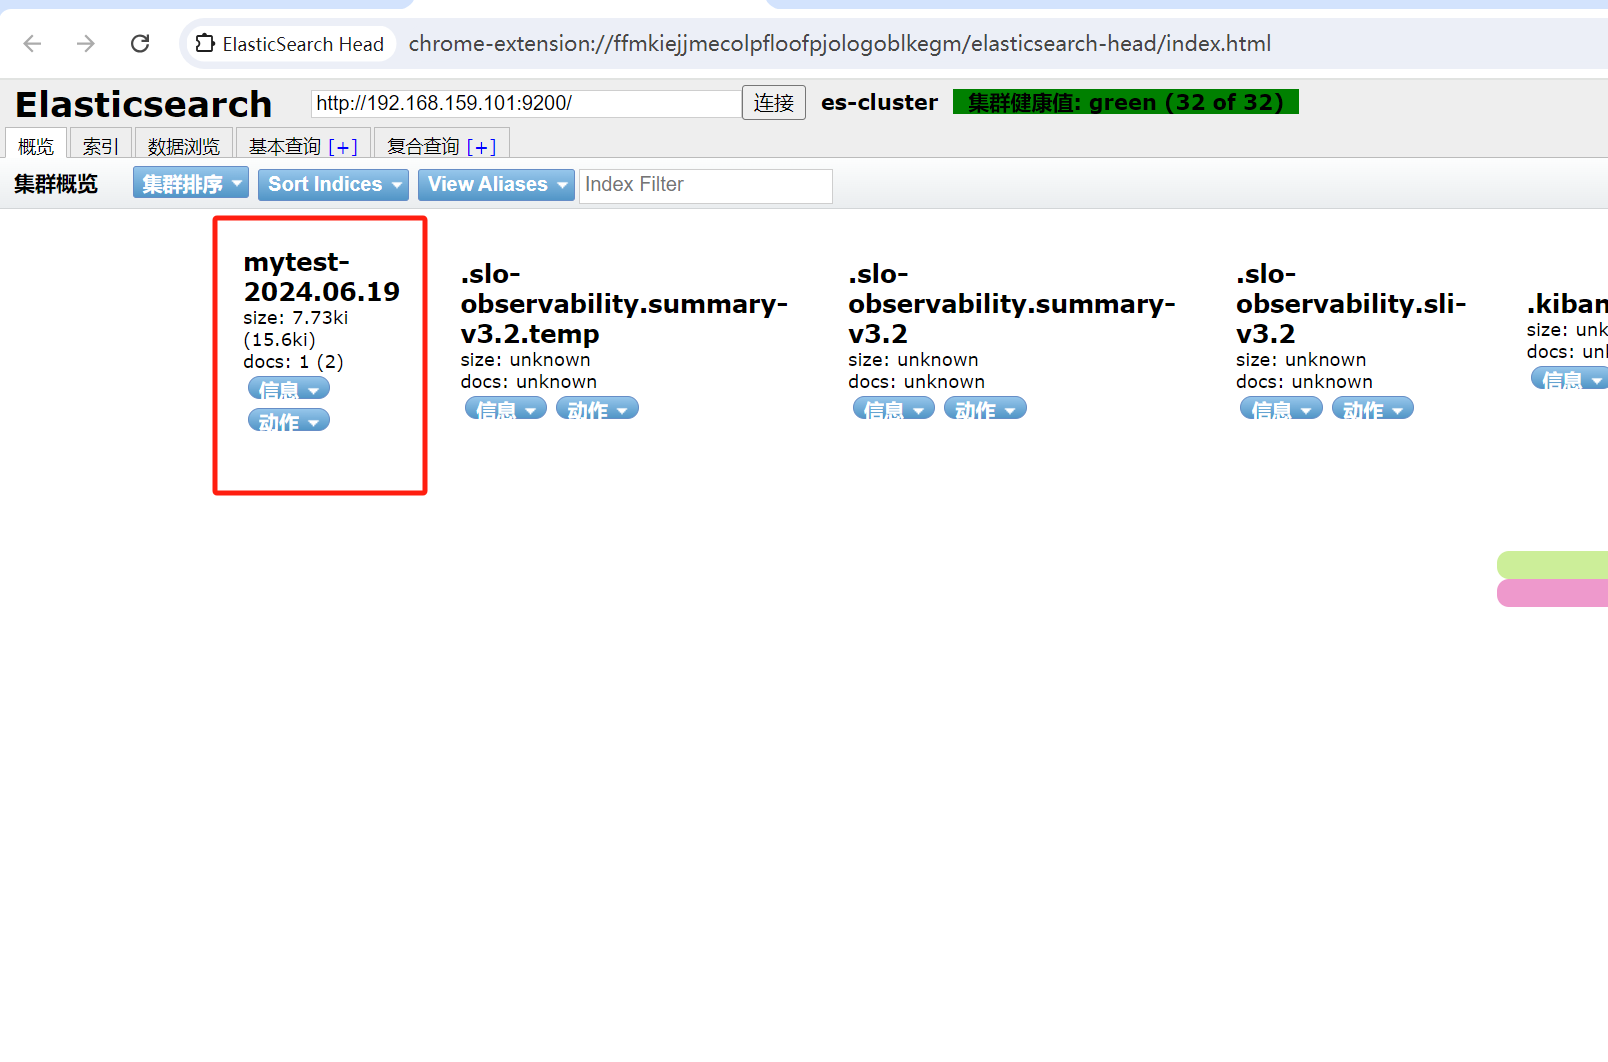 ElasticSearch Head chrome-extension://ffmkiejjmecolpfloofpjologoblkegm/elasticsearch-head/index.html
Elasticsearch http://192.168.159.101:9200/ 连接 es-cluster 集群健康值: green (32 of 32)
概览 索引 数据浏览 基本查询 [+] 复合查询 [+]
集群概览 集群排序 Sort Indices View Aliases Index Filter
mytest-
2024.06.19
size: 7.73ki
(15.6ki)
docs: 1 (2)
信息
动作
.slo-
observability.summary-
v3.2.temp
size: unknown
docs: unknown
信息 动作
.slo-
observability.summary-
v3.2
size: unknown
docs: unknown
信息 动作
.slo-
observability.sli-
v3.2
size: unknown
docs: unknown
信息 动作
.kiban
size: unk
docs: unk
信息